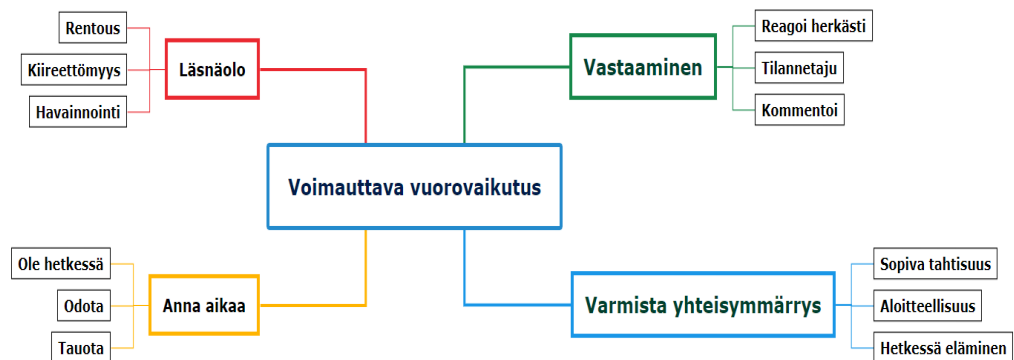 Rentous
Kiireettömyys
Havainnointi
Läsnäolo
Vastaaminen
Reagoi herkästi
Tilannetaju
Kommentoi
Voimauttava vuorovaikutus
Ole hetkessä
Odota
Tauota
Anna aikaa
Varmista yhteisymmärrys
Sopiva tahtisuus
Aloitteellisuus
Hetkessä eläminen